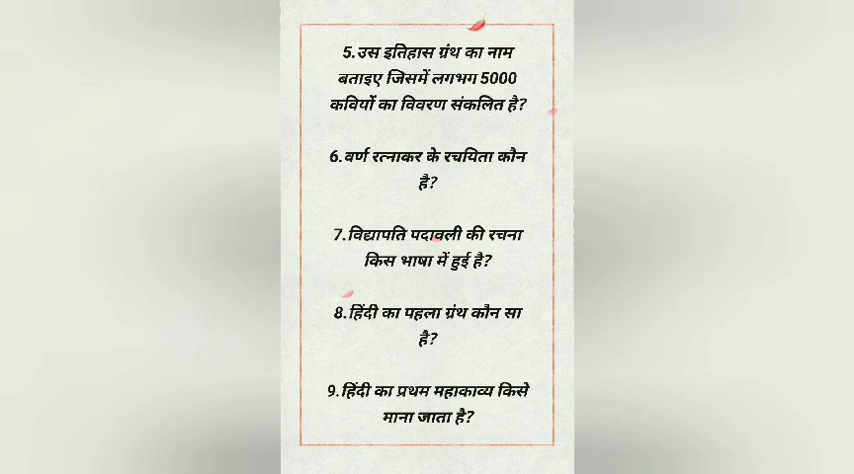 5.उस इतिहास ग्रंथ का नाम
बताइए जिसमें लगभग 5000
कवियों का विवरण संकलित है?
6.वर्ण रत्नाकर के रचयिता कौन
है?
7.विद्यापति पदावली की रचना
किस भाषा में हुई है?
8.हिंदी का पहला ग्रंथ कौन सा
है?
9.हिंदी का प्रथम महाकाव्य किसे
माना जाता है?